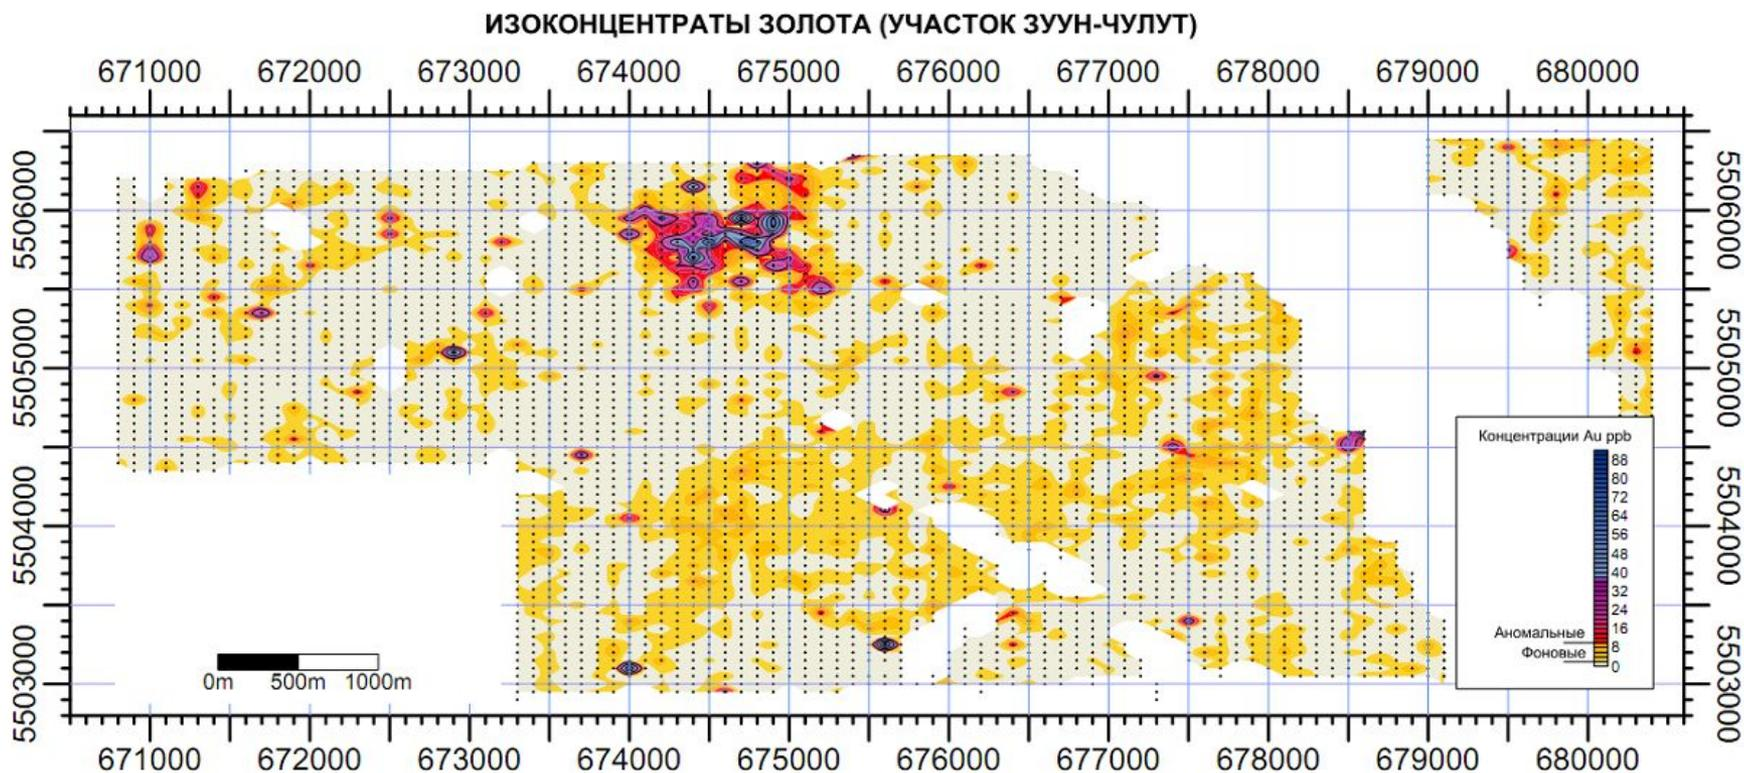 ИЗОКОНЦЕНТРАТЫ ЗОЛОТА (УЧАСТОК ЗУУН-ЧУЛУТ)
671000 672000 673000 674000 675000 676000 677000 678000 679000 680000
5506000
5505000
5504000
5503000
5506000
5505000
5504000
5503000
Концентрации Au ppb
88
80
72
64
56
48
40
32
24
16
8
0
Аномальные
Фоновые
0m 500m 1000m
671000 672000 673000 674000 675000 676000 677000 678000 679000 680000